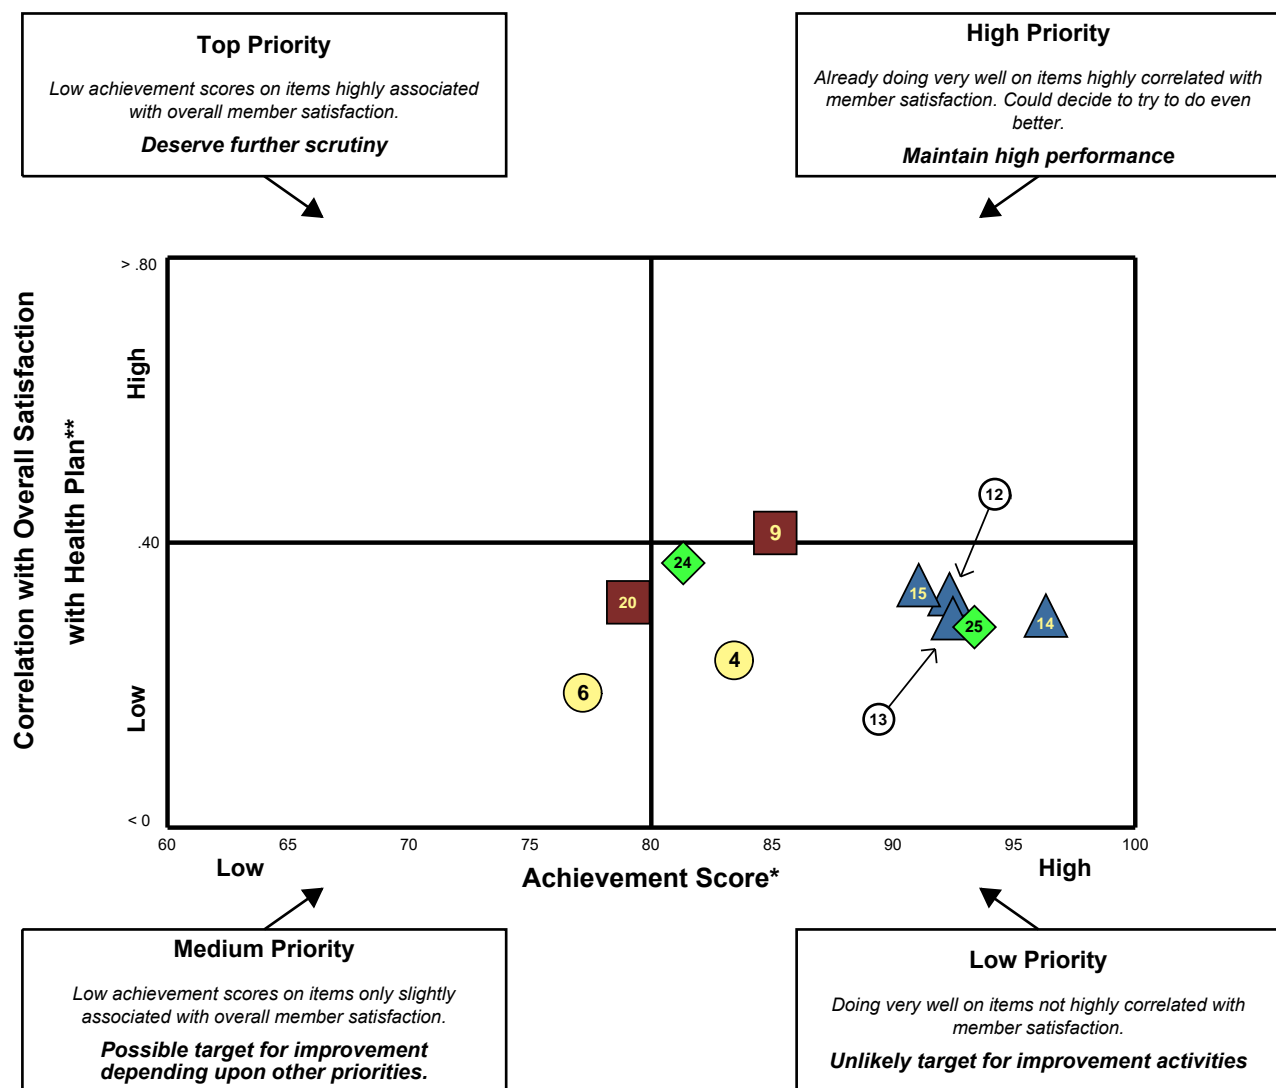 Top Priority
Low achievement scores on items highly associated
with overall member satisfaction.
Deserve further scrutiny
High Priority
Already doing very well on items highly correlated with
member satisfaction. Could decide to try to do even
better.
Maintain high performance
Correlation with Overall Satisfaction
with Health Plan**
> .80
High
.40
Low
< 0
12
9
24
15
20
25
14
4
6
13
60
65
70
75
80
85
90
95
100
Low
Achievement Score*
High
Medium Priority
Low achievement scores on items only slightly
associated with overall member satisfaction.
Possible target for improvement
depending upon other priorities.
Low Priority
Doing very well on items not highly correlated with
member satisfaction.
Unlikely target for improvement activities